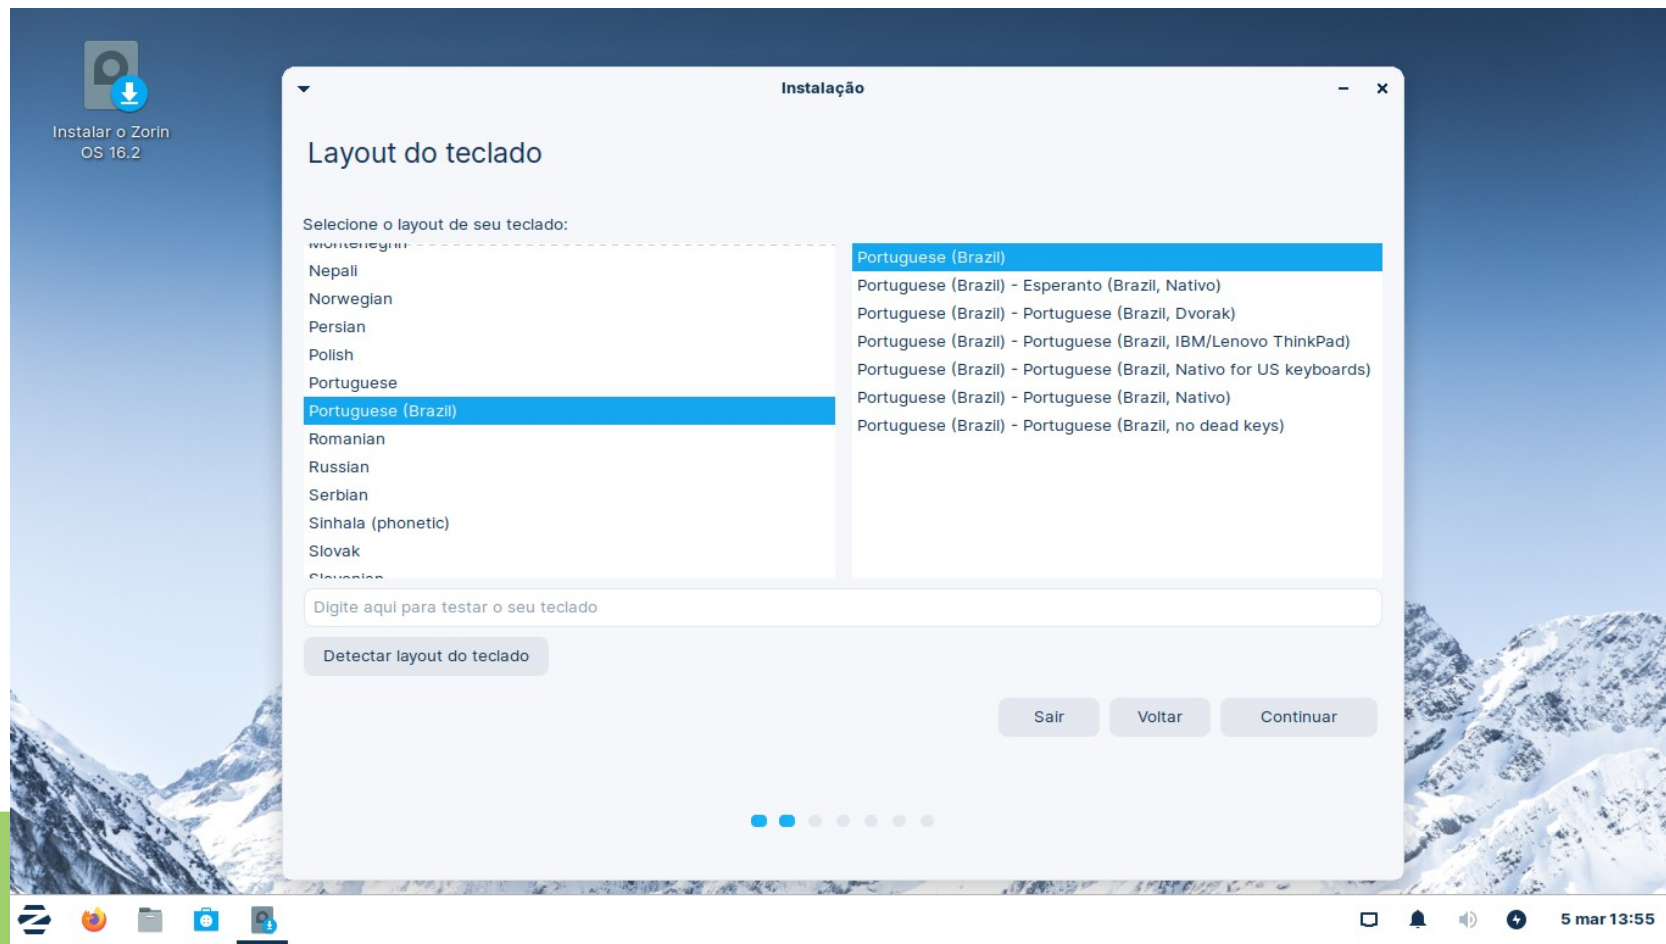 Instalar o Zorin
OS 16.2
Instalação
Layout do teclado
Selecione o layout de seu teclado:
Nepali
Norwegian
Persian
Polish
Portuguese
Portuguese (Brazil)
Romanian
Russian
Serbian
Sinhala (phonetic)
Slovak
Slovenian
Portuguese (Brazil)
Portuguese (Brazil) - Esperanto (Brazil, Nativo)
Portuguese (Brazil) - Portuguese (Brazil, Dvorak)
Portuguese (Brazil) - Portuguese (Brazil, IBM/Lenovo ThinkPad)
Portuguese (Brazil) - Portuguese (Brazil, Nativo for US keyboards)
Portuguese (Brazil) - Portuguese (Brazil, Nativo)
Portuguese (Brazil) - Portuguese (Brazil, no dead keys)
Digite aqui para testar o seu teclado
Detectar layout do teclado
Sair
Voltar
Continuar
5 mar 13:55